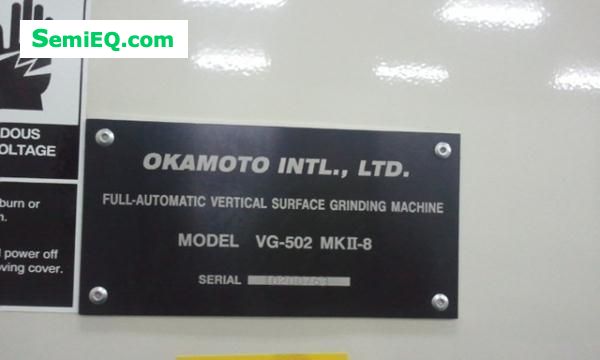 SemiEQ.com
DOUS
OLTAGE
burn or
n.
l power off
oving cover.
OKAMOTO INTL., LTD.
FULL-AUTOMATIC VERTICAL SURFACE GRINDING MACHINE
MODEL VG-502 MKⅡ-8
SERIAL